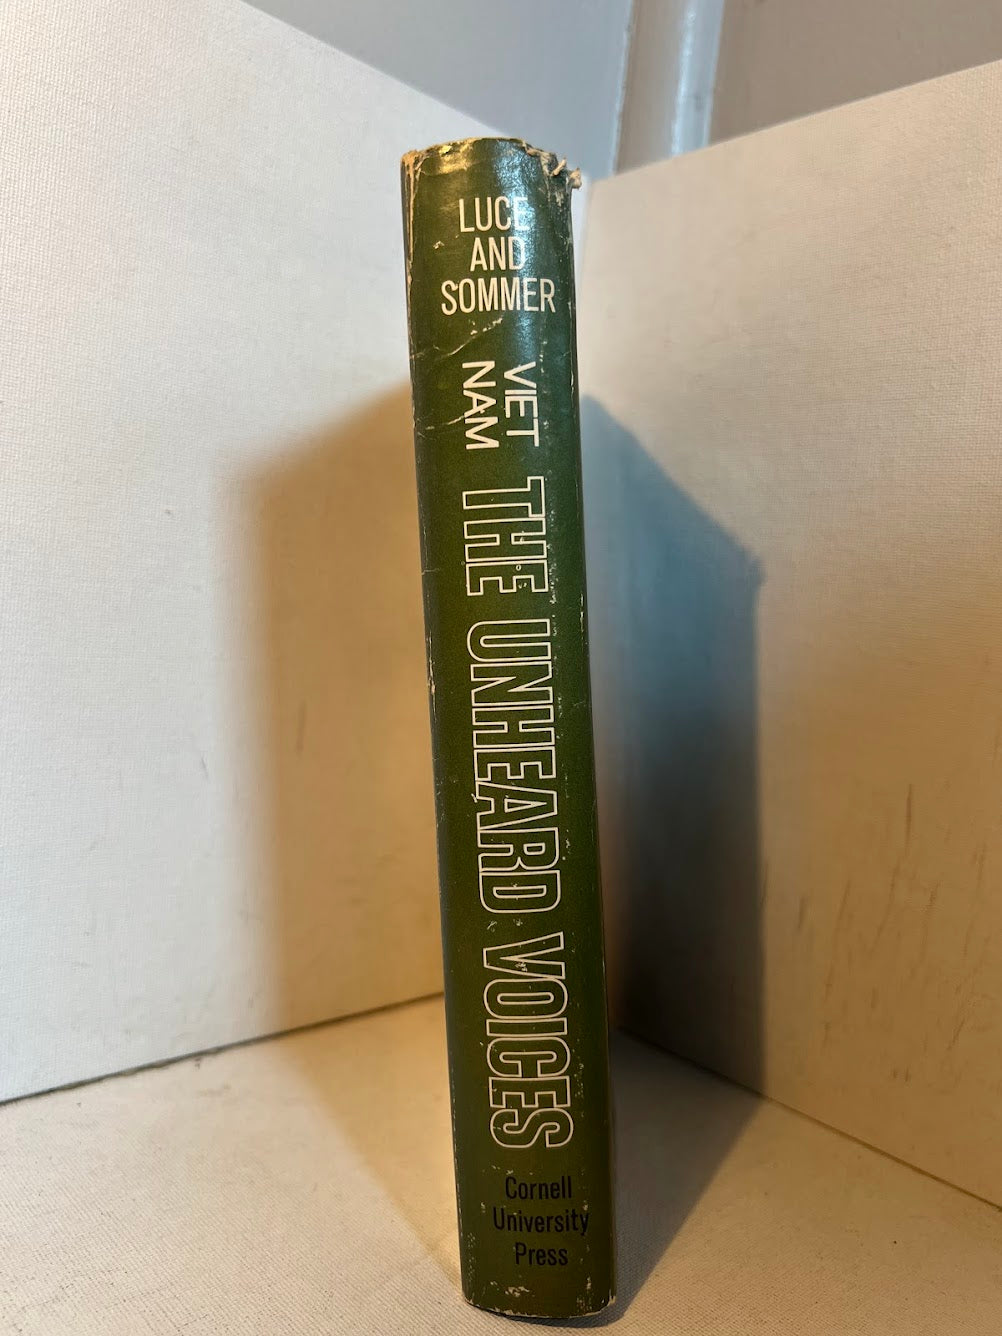 LUCE
AND
SOMMER
VIET
NAM
THE UNHEARD VOICES
Cornell
University
Press